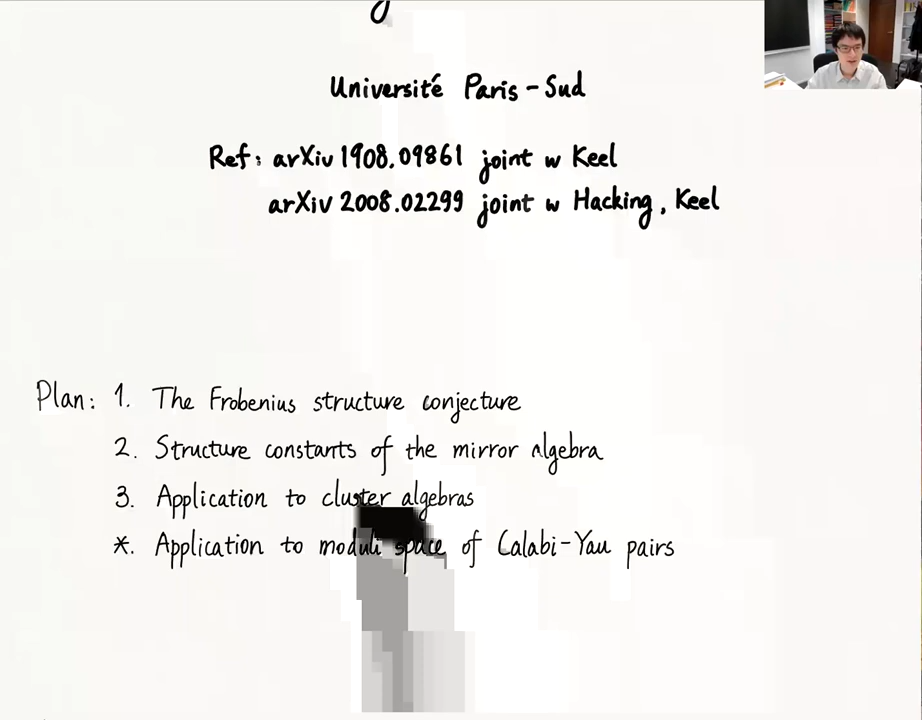 Université Paris-Sud
Ref: arXiv 1908.09861 joint w Keel
arXiv 2008.02299 joint w Hacking, Keel
Plan: 1. The Frobenius structure conjecture
2. Structure constants of the mirror algebra
3. Application to cluster algebras
*. Application to moduli space of Calabi-Yau pairs